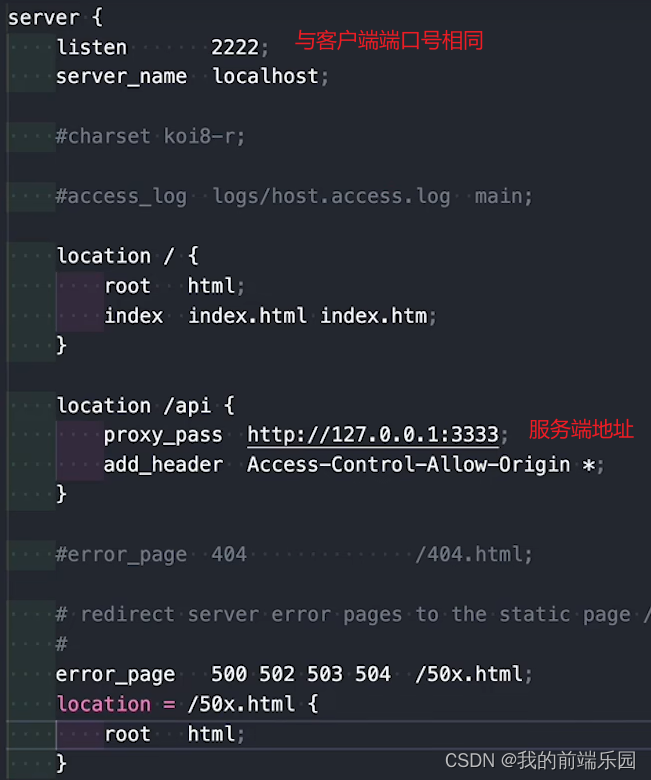 server {
listen 2222; 与客户端端口号相同
server_name localhost;
#charset koi8-r;
#access_log logs/host.access.log main;
location / {
root html;
index index.html index.htm;
}
location /api {
proxy_pass http://127.0.0.1:3333; 服务端地址
add_header Access-Control-Allow-Origin *;
}
#error_page 404 /404.html;
# redirect server error pages to the static page /
#
error_page 500 502 503 504 /50x.html;
location = /50x.html {
root html;
}
CSDN @我的前端乐园